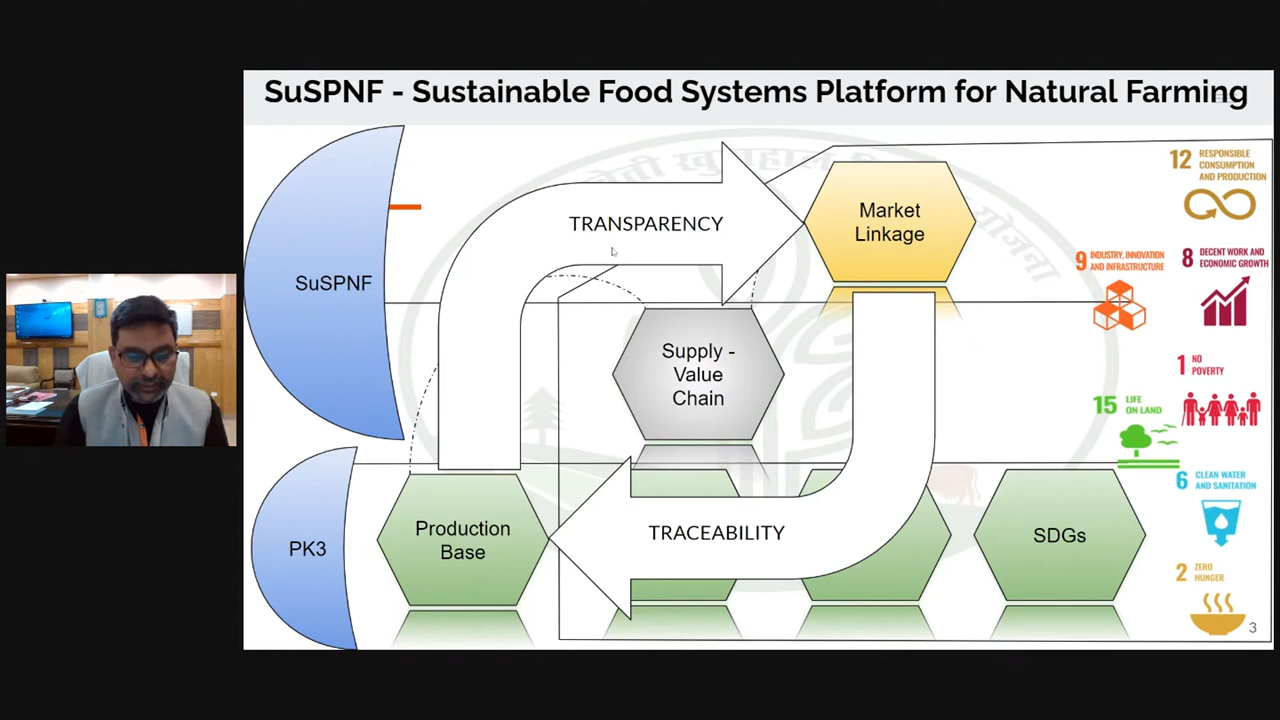 SuSPNF - Sustainable Food Systems Platform for Natural Farming
SuSPNF
TRANSPARENCY
Market
Linkage
Supply -
Value
Chain
PK3
Production
Base
TRACEABILITY
SDGs
12 RESPONSIBLE
CONSUMPTION
AND PRODUCTION
9 INDUSTRY, INNOVATION
AND INFRASTRUCTURE
8 DECENT WORK AND
ECONOMIC GROWTH
1 NO
POVERTY
15 LIFE
ON LAND
6 CLEAN WATER
AND SANITATION
2 ZERO
HUNGER
3